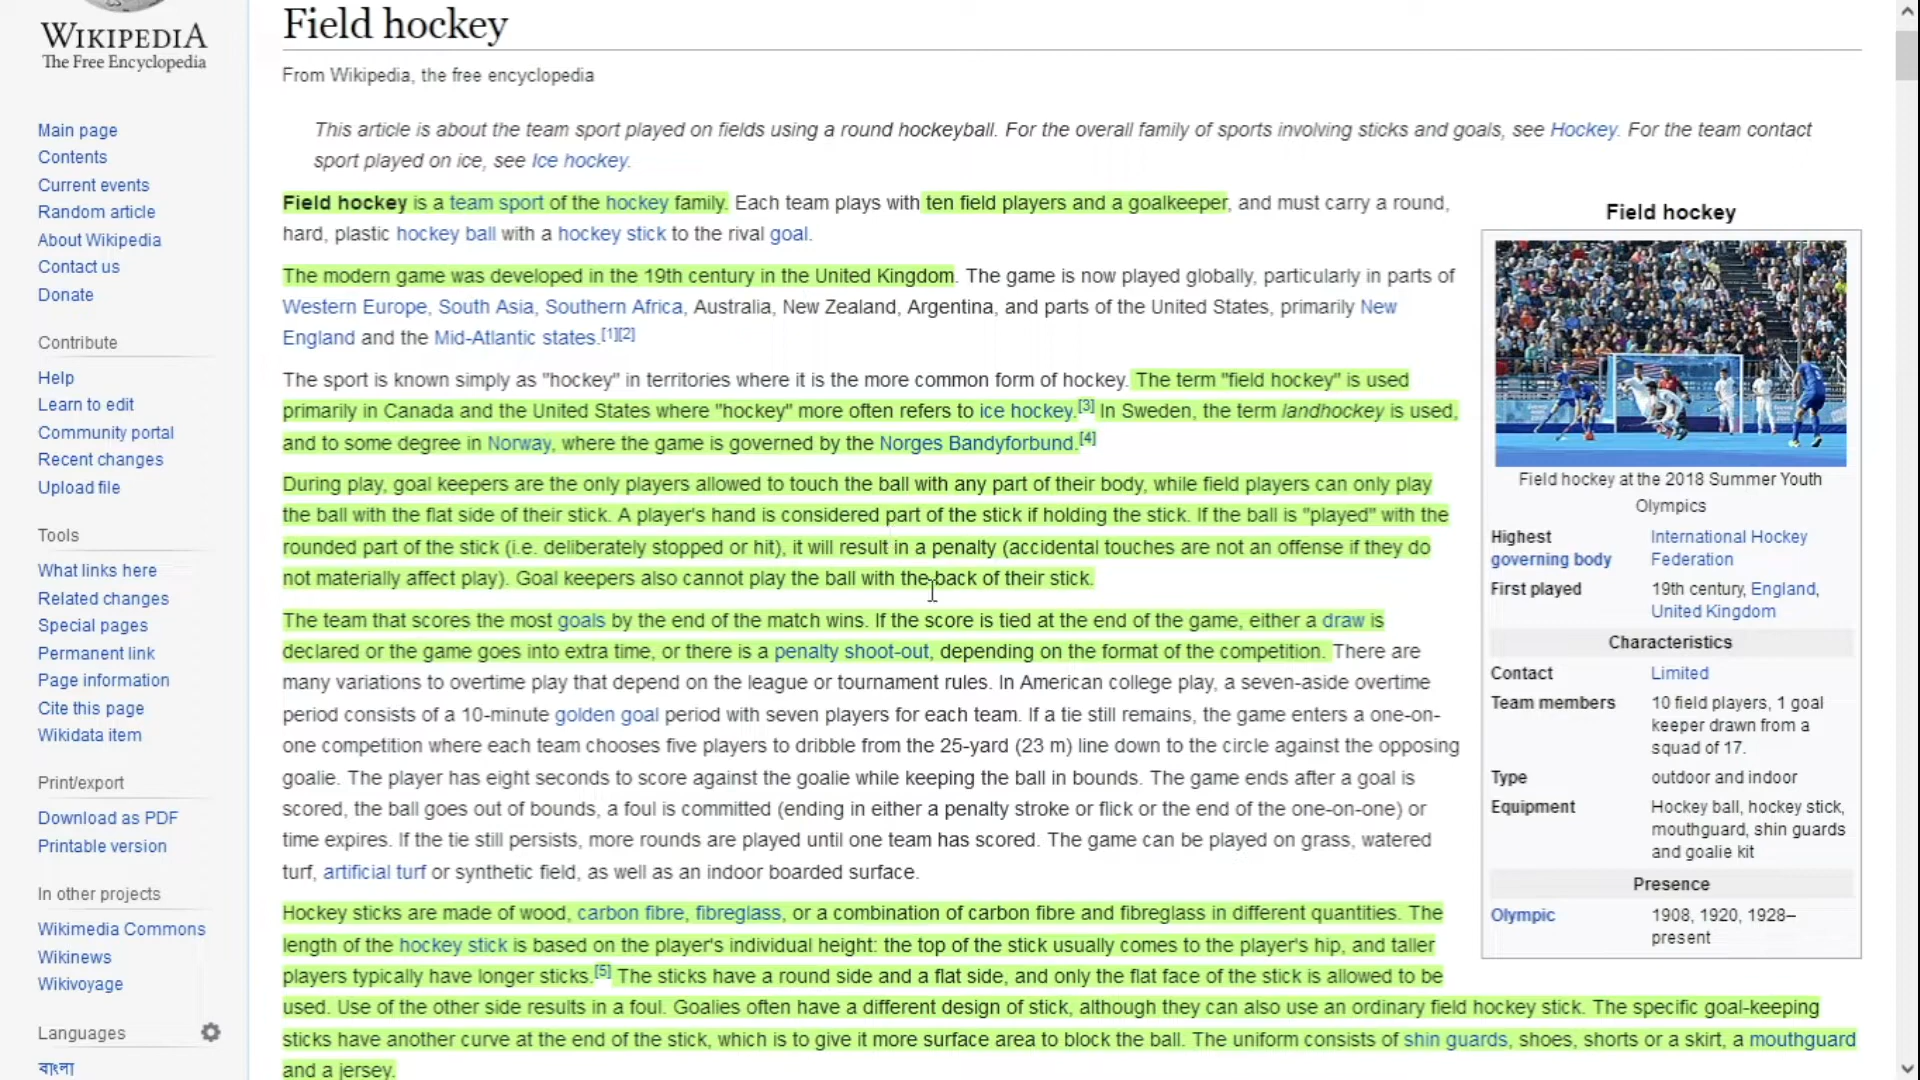 WIKIPEDIA
The Free Encyclopedia
Main page
Contents
Current events
Random article
About Wikipedia
Contact us
Donate
Contribute
Help
Learn to edit
Community portal
Recent changes
Upload file
Tools
What links here
Related changes
Special pages
Permanent link
Page information
Cite this page
Wikidata item
Print/export
Download as PDF
Printable version
In other projects
Wikimedia Commons
Wikinews
Wikivoyage
Languages
বাংলা
Field hockey
From Wikipedia, the free encyclopedia
This article is about the team sport played on fields using a round hockeyball. For the overall family of sports involving sticks and goals, see Hockey. For the team contact
sport played on ice, see Ice hockey.
Field hockey is a team sport of the hockey family. Each team plays with ten field players and a goalkeeper, and must carry a round,
hard, plastic hockey ball with a hockey stick to the rival goal.
The modern game was developed in the 19th century in the United Kingdom. The game is now played globally, particularly in parts of
Western Europe, South Asia, Southern Africa, Australia, New Zealand, Argentina, and parts of the United States, primarily New
England and the Mid-Atlantic states.[1][2]
The sport is known simply as "hockey" in territories where it is the more common form of hockey. The term "field hockey" is used
primarily in Canada and the United States where "hockey" more often refers to ice hockey.[3] In Sweden, the term landhockey is used,
and to some degree in Norway, where the game is governed by the Norges Bandyforbund.[4]
During play, goal keepers are the only players allowed to touch the ball with any part of their body, while field players can only play
the ball with the flat side of their stick. A player's hand is considered part of the stick if holding the stick. If the ball is "played" with the
rounded part of the stick (i.e. deliberately stopped or hit), it will result in a penalty (accidental touches are not an offense if they do
not materially affect play). Goal keepers also cannot play the ball with the back of their stick.
The team that scores the most goals by the end of the match wins. If the score is tied at the end of the game, either a draw is
declared or the game goes into extra time, or there is a penalty shoot-out, depending on the format of the competition. There are
many variations to overtime play that depend on the league or tournament rules. In American college play, a seven-aside overtime
period consists of a 10-minute golden goal period with seven players for each team. If a tie still remains, the game enters a one-on-
one competition where each team chooses five players to dribble from the 25-yard (23 m) line down to the circle against the opposing
goalie. The player has eight seconds to score against the goalie while keeping the ball in bounds. The game ends after a goal is
scored, the ball goes out of bounds, a foul is committed (ending in either a penalty stroke or flick or the end of the one-on-one) or
time expires. If the tie still persists, more rounds are played until one team has scored. The game can be played on grass, watered
turf, artificial turf or synthetic field, as well as an indoor boarded surface.
Hockey sticks are made of wood, carbon fibre, fibreglass, or a combination of carbon fibre and fibreglass in different quantities. The
length of the hockey stick is based on the player's individual height: the top of the stick usually comes to the player's hip, and taller
players typically have longer sticks.[5] The sticks have a round side and a flat side, and only the flat face of the stick is allowed to be
used. Use of the other side results in a foul. Goalies often have a different design of stick, although they can also use an ordinary field hockey stick. The specific goal-keeping
sticks have another curve at the end of the stick, which is to give it more surface area to block the ball. The uniform consists of shin guards, shoes, shorts or a skirt, a mouthguard
and a jersey.
Field hockey
Field hockey at the 2018 Summer Youth
Olympics
Highest governing body
International Hockey
Federation
First played
19th century, England,
United Kingdom
Characteristics
Contact
Limited
Team members
10 field players, 1 goal
keeper drawn from a
squad of 17.
Type
outdoor and indoor
Equipment
Hockey ball, hockey stick,
mouthguard, shin guards
and goalie kit
Presence
Olympic
1908, 1920, 1928–
present